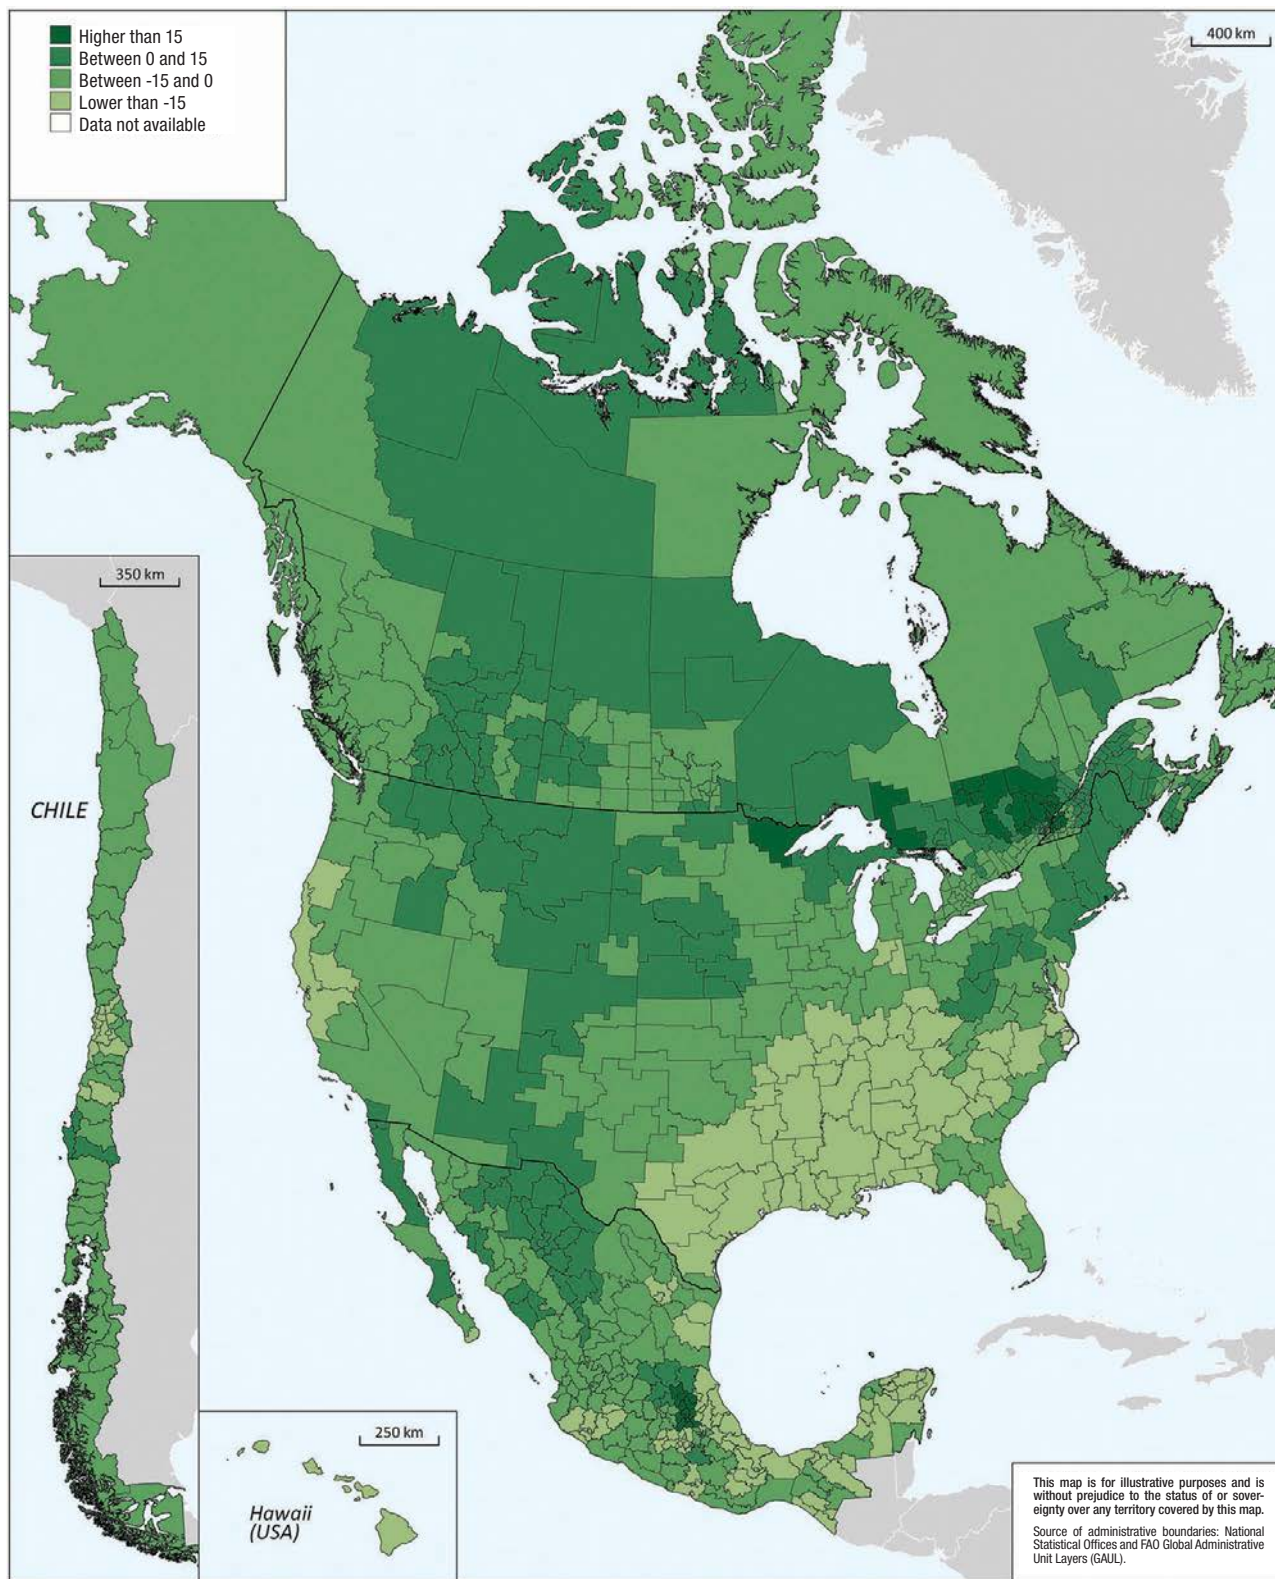 Higher than 15
Between 0 and 15
Between -15 and 0
Lower than -15
Data not available
400 km
350 km
CHILE
250 km
Hawaii
(USA)
This map is for illustrative purposes and is
without prejudice to the status of or sover-
eignty over any territory covered by this map.
Source of administrative boundaries: National
Statistical Offices and FAO Global Administrative
Unit Layers (GAUL).